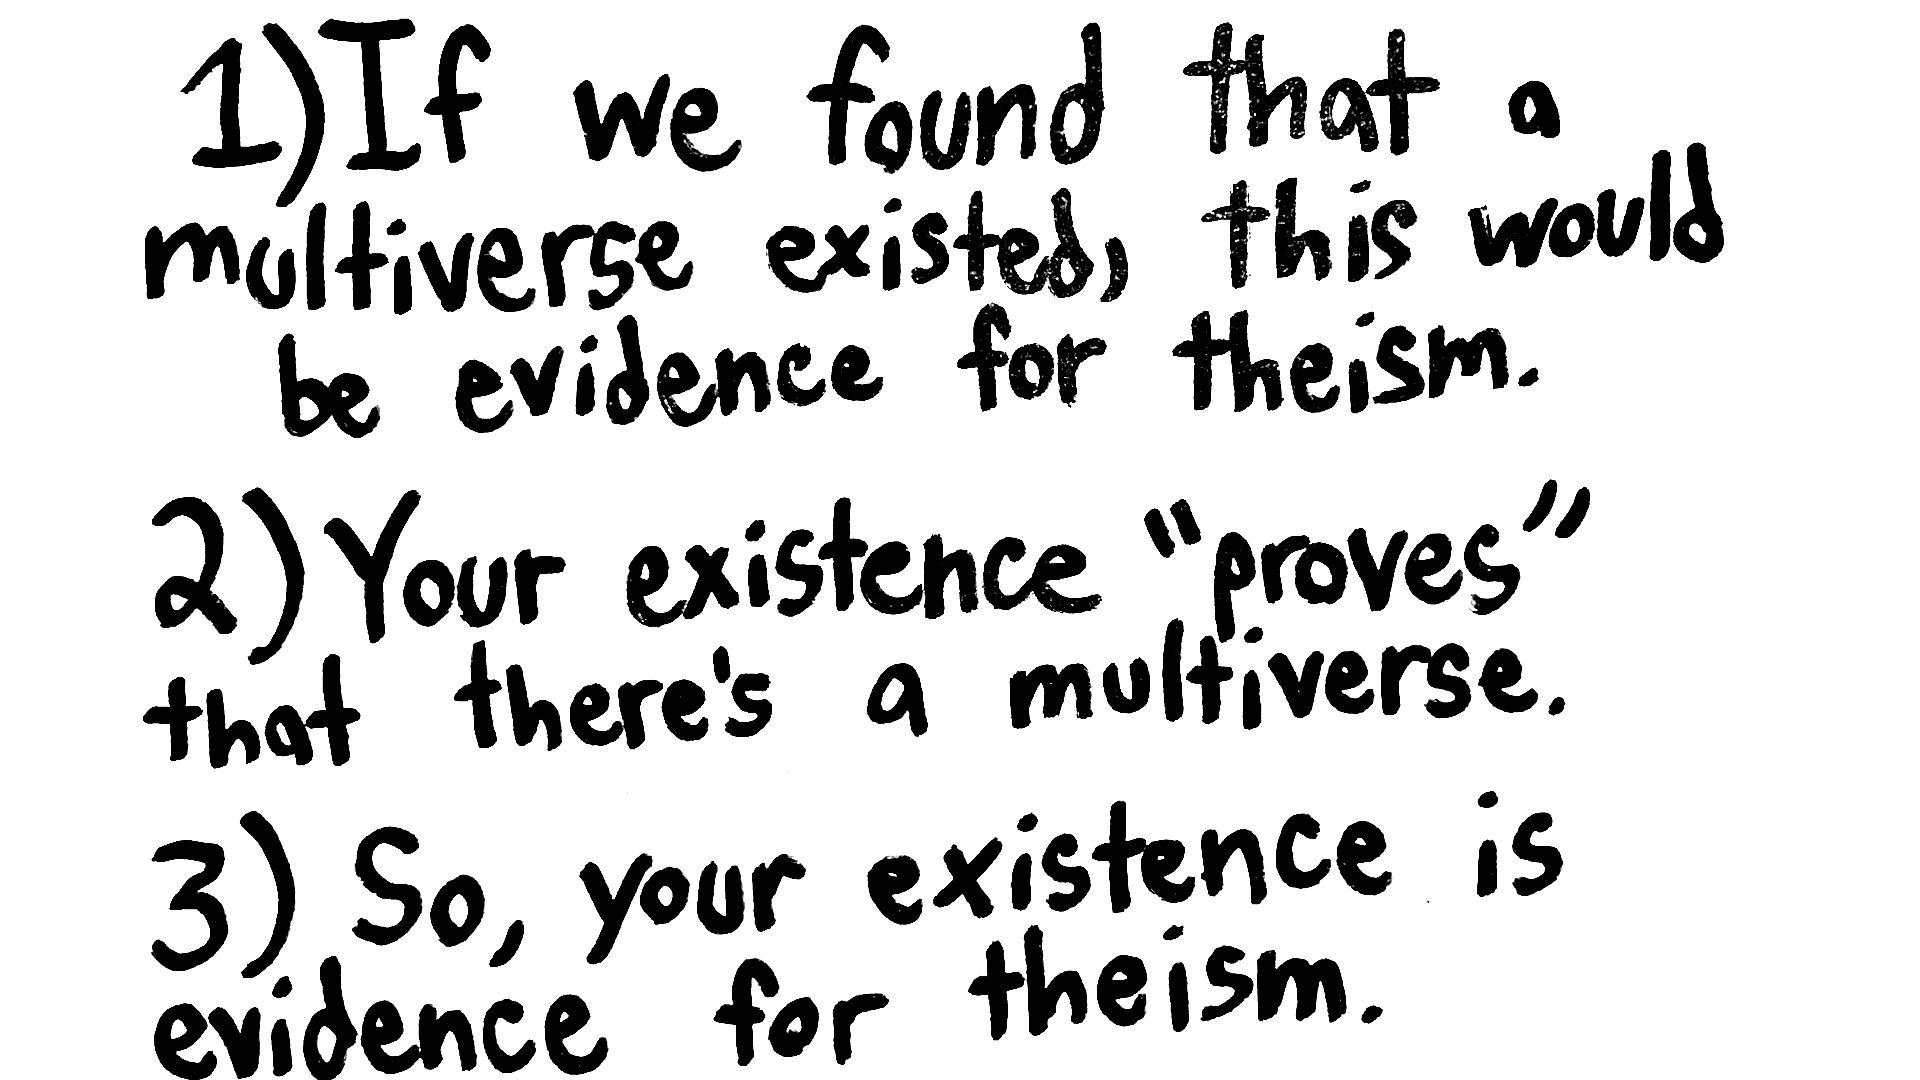 1) If we found that a
multiverse existed, this would
be evidence for theism.
2) Your existence "proves"
that there's a multiverse.
3) So, your existence is
evidence for theism.